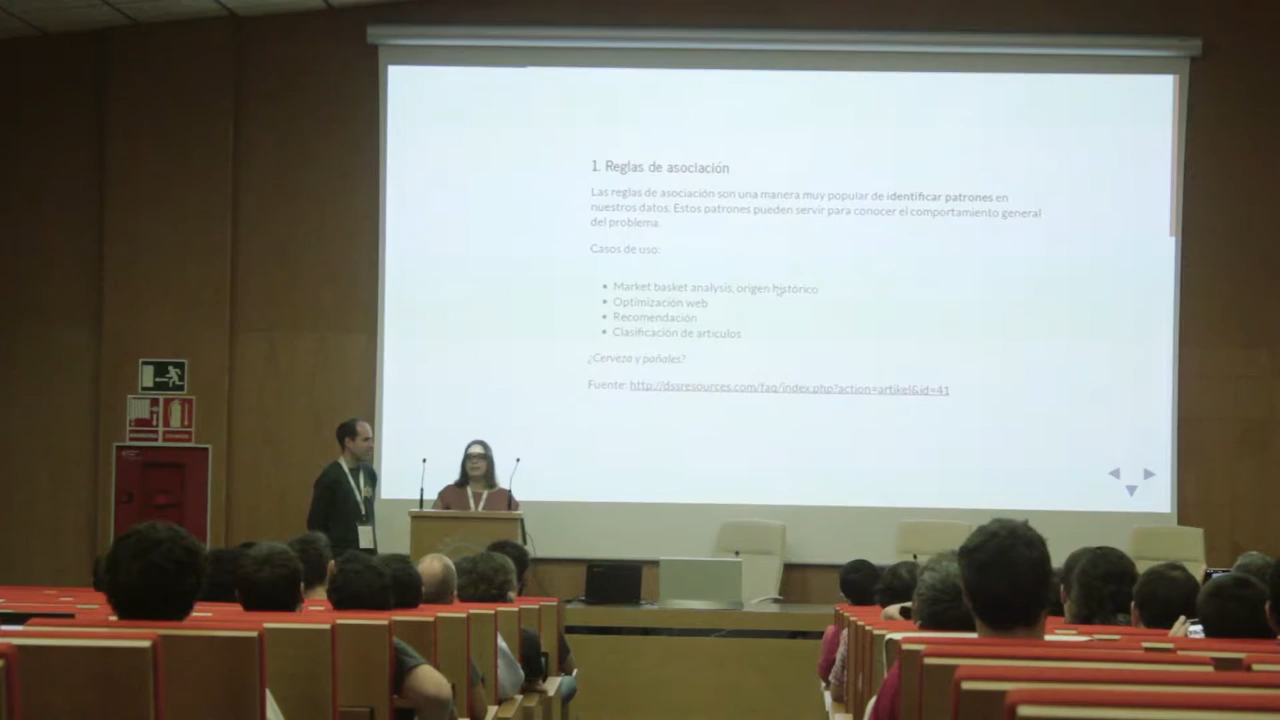 1. Reglas de asociación
Las reglas de asociación son una manera muy popular de identificar patrones en
nuestros datos. Estos patrones pueden servir para conocer el comportamiento general
del problema.
Casos de uso:
• Market basket analysis, origen histórico
• Optimización web
• Recomendación
• Clasificación de artículos
¿Cerveza y pañales?
Fuente: http://dssresources.com/faq/index.php?action=artikel&id=41